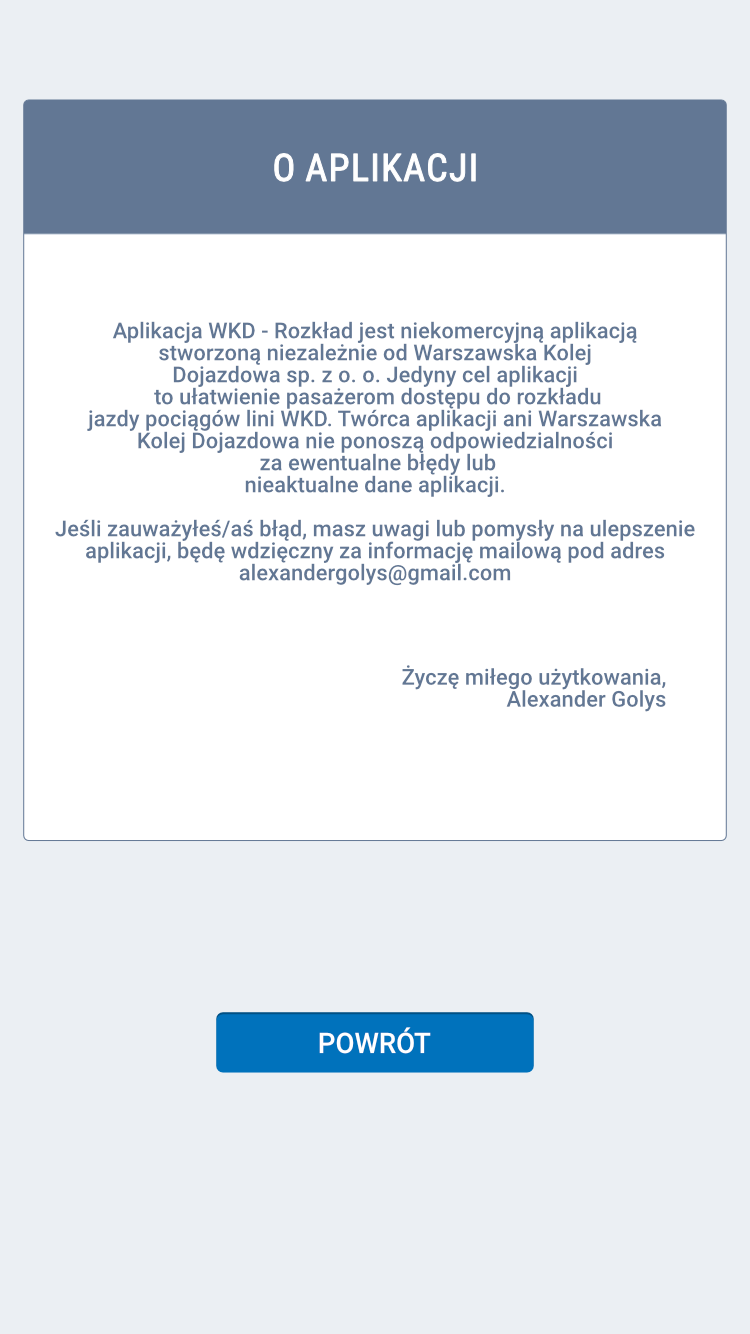 O APLIKACJI
Aplikacja WKD - Rozkład jest niekomercyjną aplikacją
stworzoną niezależnie od Warszawska Kolej
Dojazdowa sp. z o. o. Jedyny cel aplikacji
to ułatwienie pasażerom dostępu do rozkładu
jazdy pociągów lini WKD. Twórca aplikacji ani Warszawska
Kolej Dojazdowa nie ponoszą odpowiedzialności
za ewentualne błędy lub
nieaktualne dane aplikacji.
Jeśli zauważyłeś/aś błąd, masz uwagi lub pomysły na ulepszenie
aplikacji, będę wdzięczny za informację mailową pod adres
alexandergolys@gmail.com
Życzę miłego użytkowania,
Alexander Golys
POWRÓT